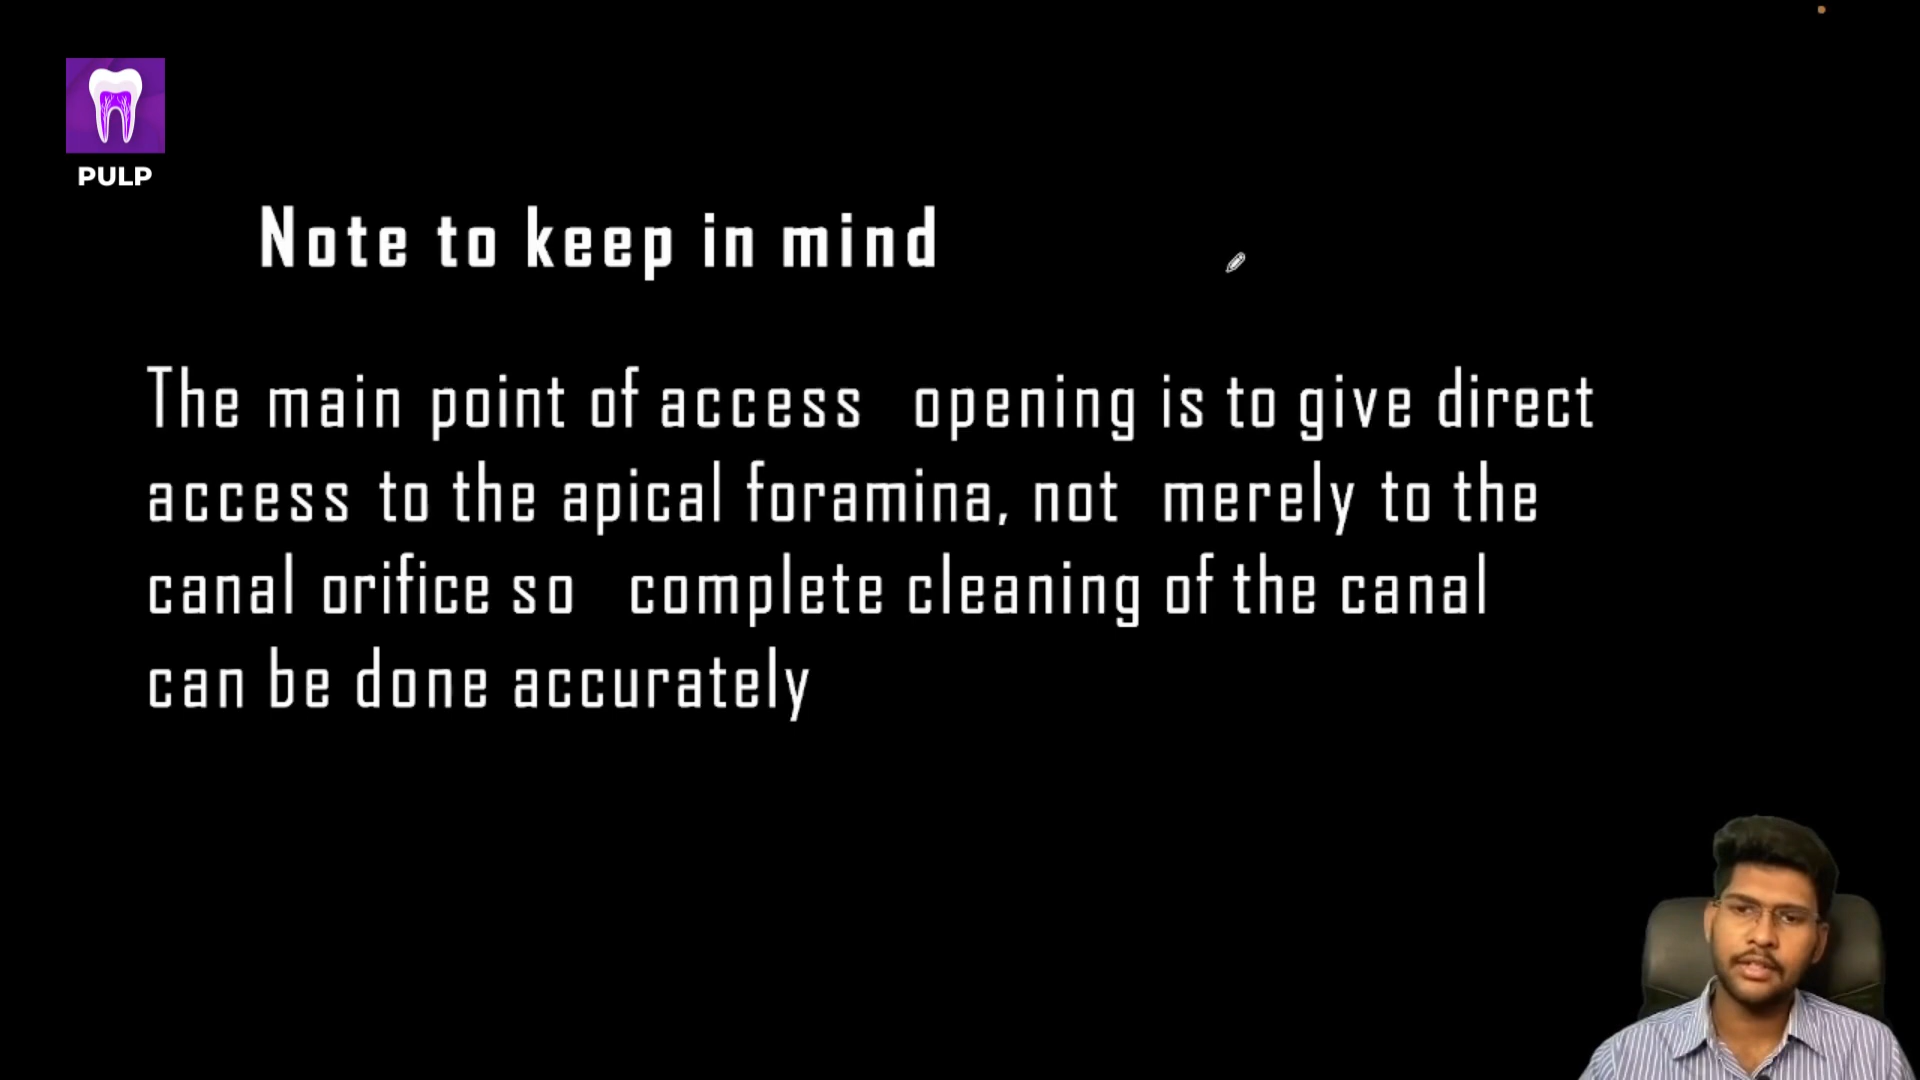 PULP
Note to keep in mind
The main point of access opening is to give direct
access to the apical foramina, not merely to the
canal orifice so complete cleaning of the canal
can be done accurately